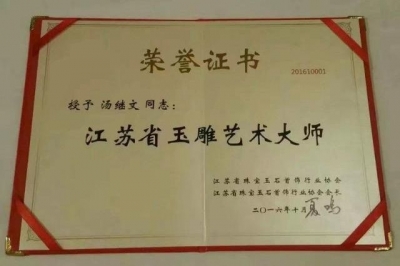 荣誉证书
201610001
授予 汤继文 同志：
江苏省玉雕艺术大师
江苏省珠宝玉石首饰行业协会
江苏省珠宝玉石首饰行业协会会长
二〇一六年十月